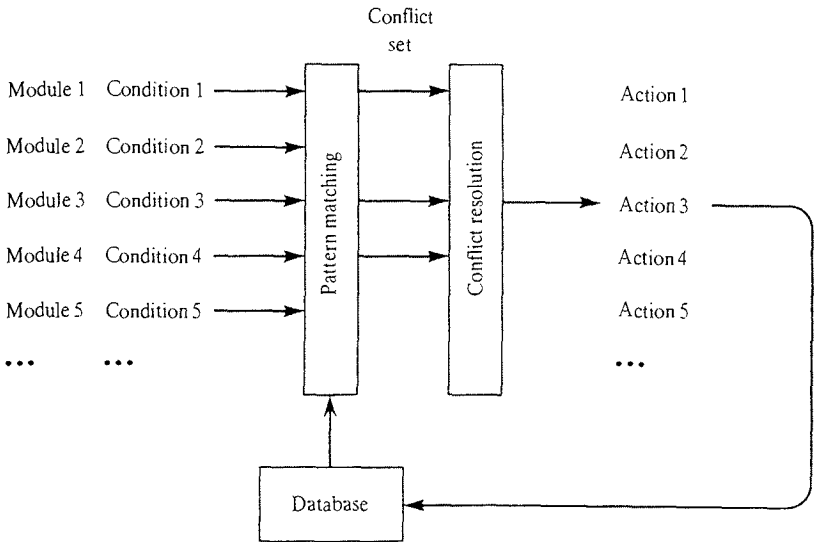 Conflict
set
Module 1 Condition 1
Action 1
Module 2 Condition 2
Action 2
Module 3 Condition 3
Action 3
Module 4 Condition 4
Action 4
Module 5 Condition 5
Action 5
... ...
...
Pattern matching
Conflict resolution
Database